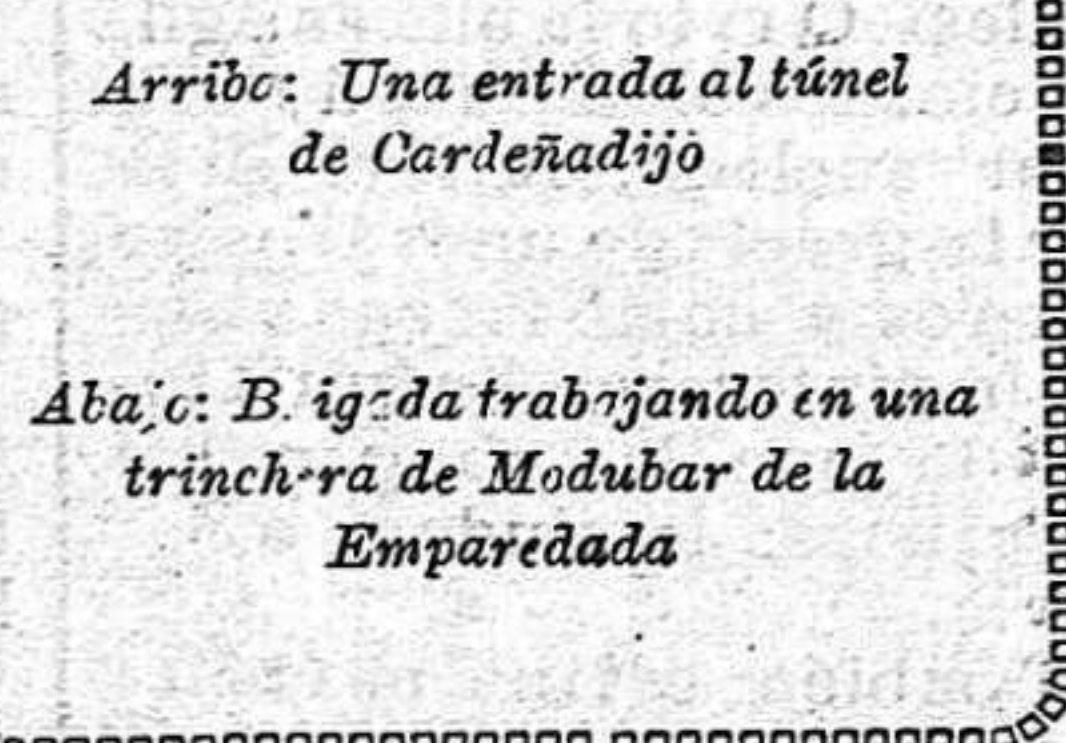 Arriba: Una entrada al túnel
de Cardeñadijo
Abajo: Brigada trabajando en una
trinchera de Modubar de la
Emparedada